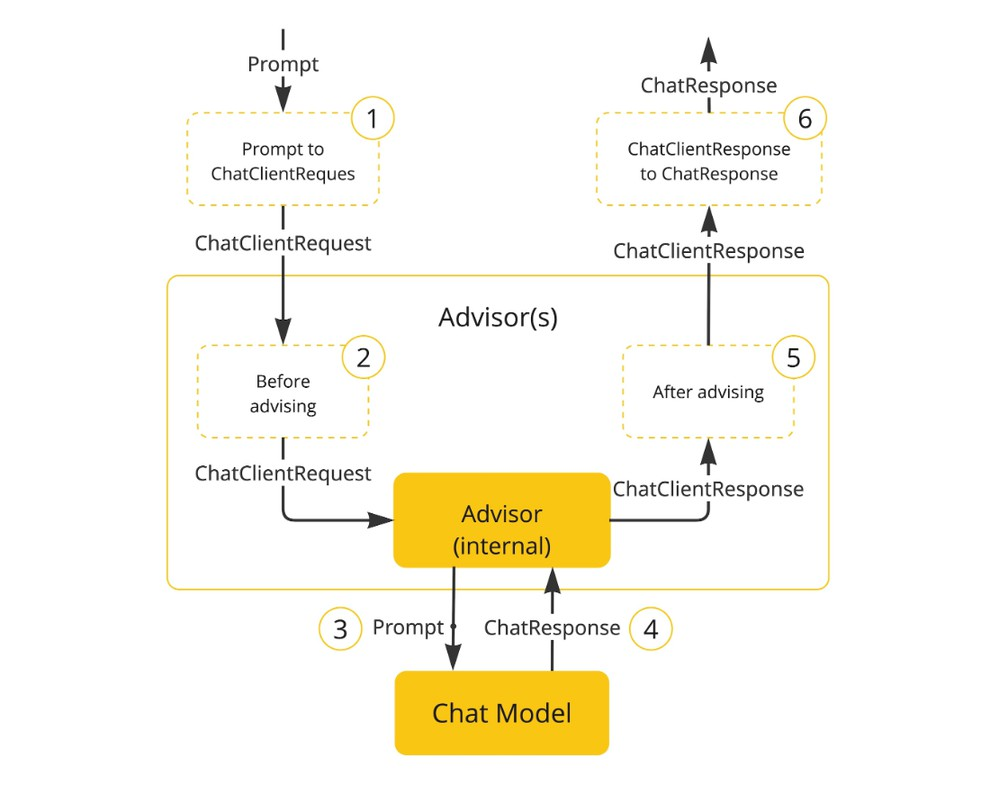 Prompt
ChatResponse
1
6
Prompt to
ChatClientReques
ChatClientResponse
to ChatResponse
ChatClientRequest
ChatClientResponse
Advisor(s)
2
5
Before
advising
After advising
ChatClientRequest
ChatClientResponse
Advisor
(internal)
3
Prompt
ChatResponse
4
Chat Model